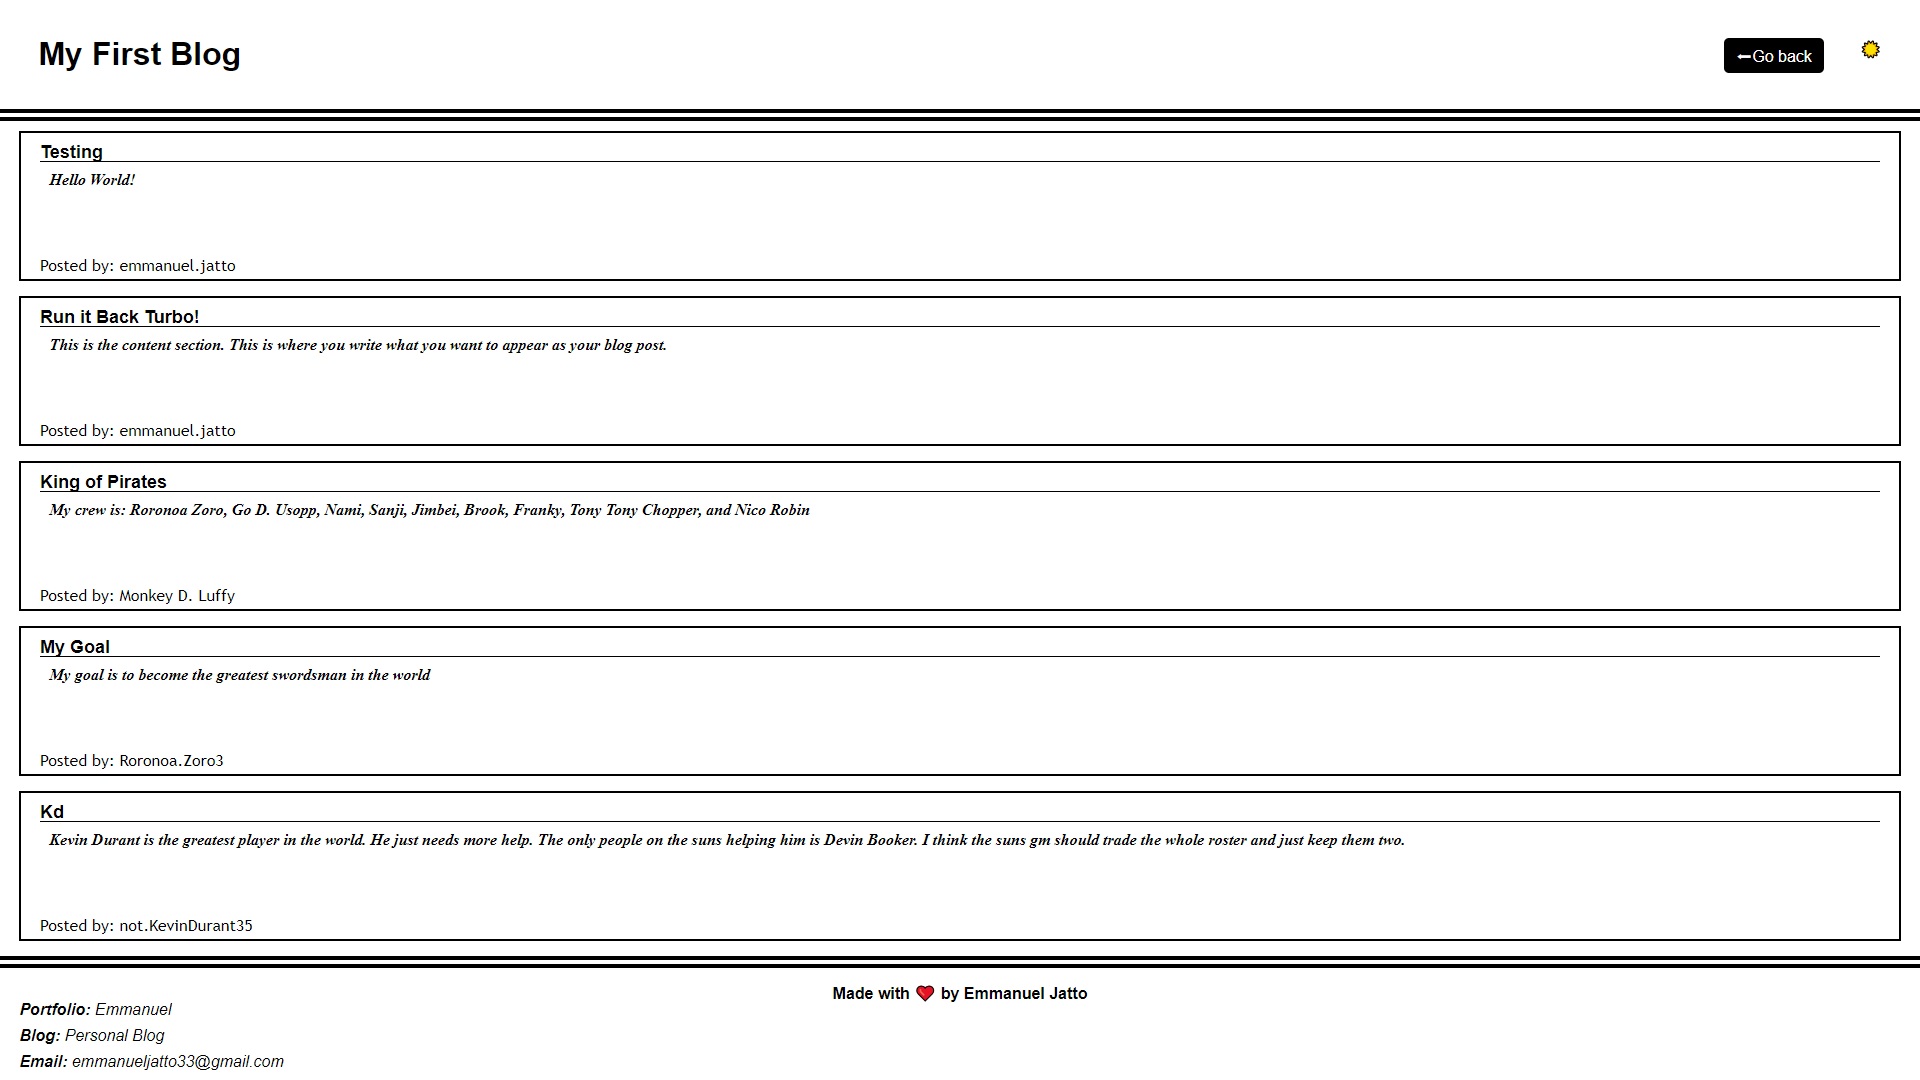 My First Blog
⬅Go back
Testing
Hello World!
Posted by: emmanuel.jatto
Run it Back Turbo!
This is the content section. This is where you write what you want to appear as your blog post.
Posted by: emmanuel.jatto
King of Pirates
My crew is: Roronoa Zoro, Go D. Usopp, Nami, Sanji, Jimbei, Brook, Franky, Tony Tony Chopper, and Nico Robin
Posted by: Monkey D. Luffy
My Goal
My goal is to become the greatest swordsman in the world
Posted by: Roronoa.Zoro3
Kd
Kevin Durant is the greatest player in the world. He just needs more help. The only people on the suns helping him is Devin Booker. I think the suns gm should trade the whole roster and just keep them two.
Posted by: not.KevinDurant35
Made with ❤️ by Emmanuel Jatto
Portfolio: Emmanuel
Blog: Personal Blog
Email: emmanueljatto33@gmail.com